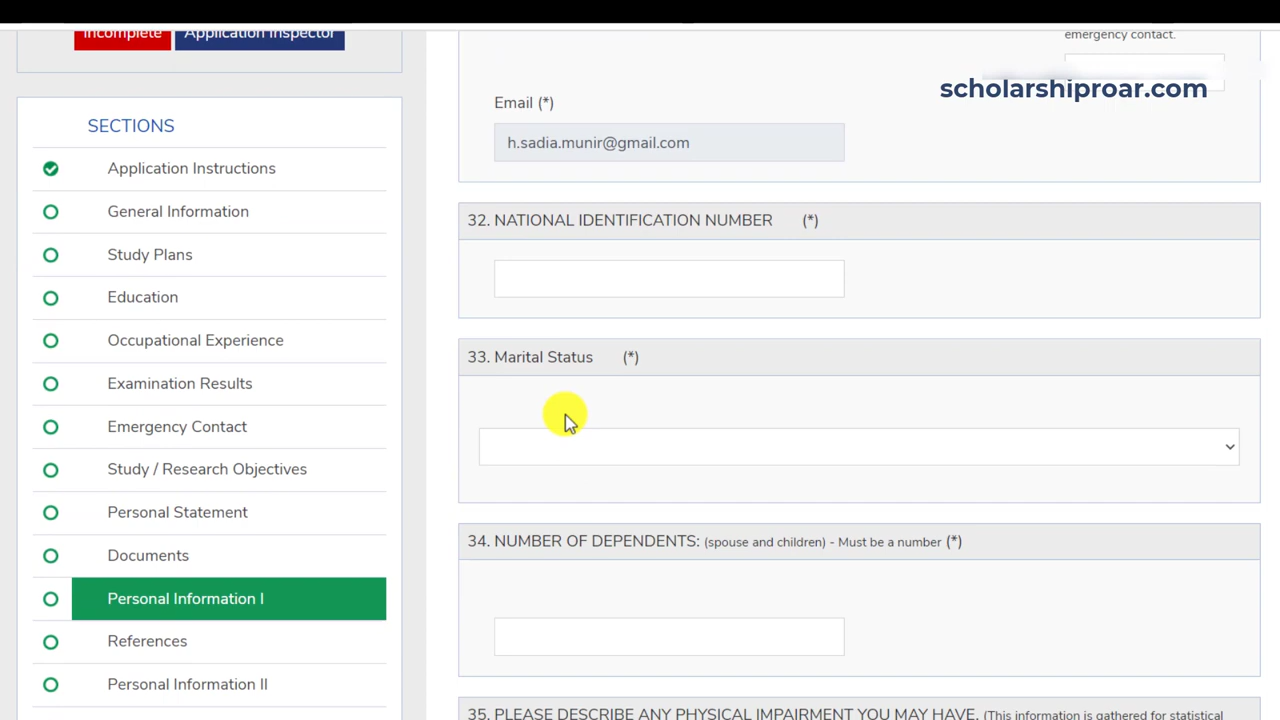 Incomplete
Application Inspector
SECTIONS
Application Instructions
General Information
Study Plans
Education
Occupational Experience
Examination Results
Emergency Contact
Study / Research Objectives
Personal Statement
Documents
Personal Information I
References
Personal Information II
emergency contact.
scholarshiproar.com
Email (*)
h.sadia.munir@gmail.com
32. NATIONAL IDENTIFICATION NUMBER (*)
33. Marital Status (*)
34. NUMBER OF DEPENDENTS: (spouse and children) - Must be a number (*)
35. PLEASE DESCRIBE ANY PHYSICAL IMPAIRMENT YOU MAY HAVE. (This information is gathered for statistical